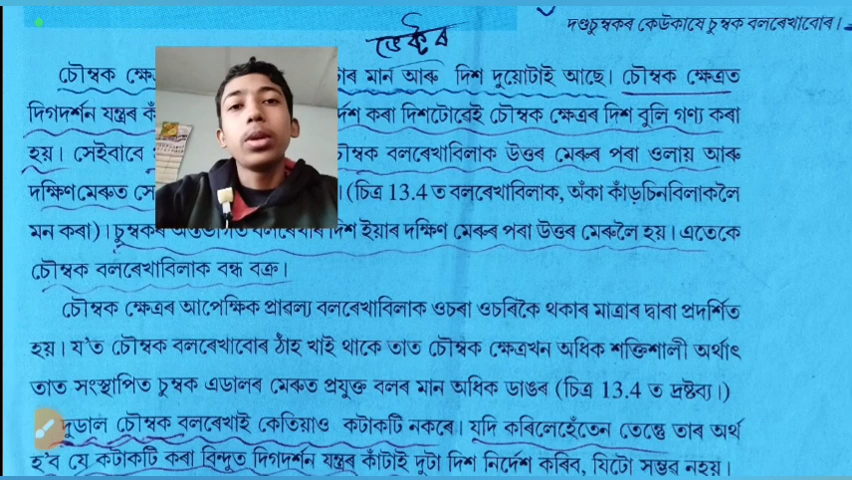 দণ্ডচুম্বকৰ কেউকাষে চুম্বক বলৰেখাবোৰ।
ভেক্টৰ
চৌম্বক মান আৰু দিশ দুয়োটাই আছে। চৌম্বক ক্ষেত্ৰত
দিগদৰ্শন যন্ত্ৰৰ কৰা দিশটোৱেই চৌম্বক ক্ষেত্ৰৰ দিশ বুলি গণ্য কৰা
হয়। সেইবাবে বলৰেখাবিলাক উত্তৰ মেৰুৰ পৰা ওলায় আৰু
দক্ষিণমেৰুত (চিত্ৰ 13.4 ত বলৰেখাবিলাক, অঁকা কাঁড়চিনবিলাকলৈ
মন কৰা)। চুম্বকৰ দিশ ইয়াৰ দক্ষিণ মেৰুৰ পৰা উত্তৰ মেৰুলৈ হয়। এতেকে
চৌম্বক বলৰেখাবিলাক বন্ধ বক্ৰ।
চৌম্বক ক্ষেত্ৰৰ আপেক্ষিক প্ৰাবল্য বলৰেখাবিলাক ওচৰা ওচৰিকৈ থকাৰ মাত্ৰাৰ দ্বাৰা প্ৰদৰ্শিত
হয়। য'ত চৌম্বক বলৰেখাবোৰ ঠাঁহ খাই থাকে তাত চৌম্বক ক্ষেত্ৰখন অধিক শক্তিশালী অৰ্থাৎ
তাত সংস্থাপিত চুম্বক এডালৰ মেৰুত প্ৰযুক্ত বলৰ মান অধিক ডাঙৰ (চিত্ৰ 13.4 ত দ্ৰষ্টব্য।)
দুডাল চৌম্বক বলৰেখাই কেতিয়াও কটাকটি নকৰে। যদি কৰিলেহেঁতেন তেন্তে তাৰ অৰ্থ
হ'ব যে কটাকটি কৰা বিন্দুত দিগদৰ্শন যন্ত্ৰৰ কাঁটাই দুটা দিশ নিৰ্দেশ কৰিব, যিটো সম্ভৱ নহয়।